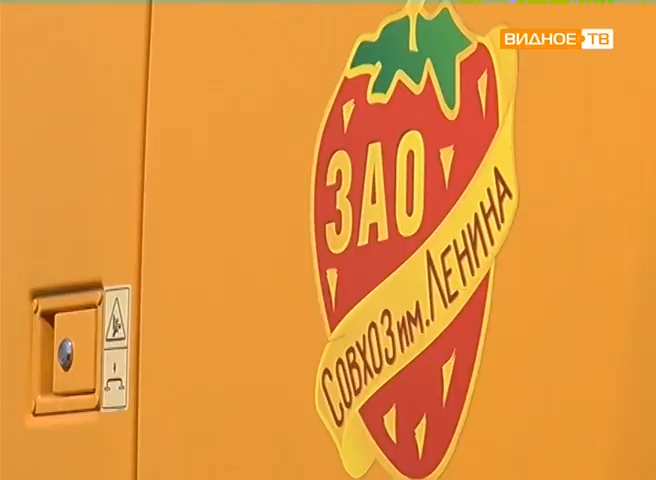 ВИДНОЕ ТВ
ЗАО
СОВХОЗ им. ЛЕНИНА